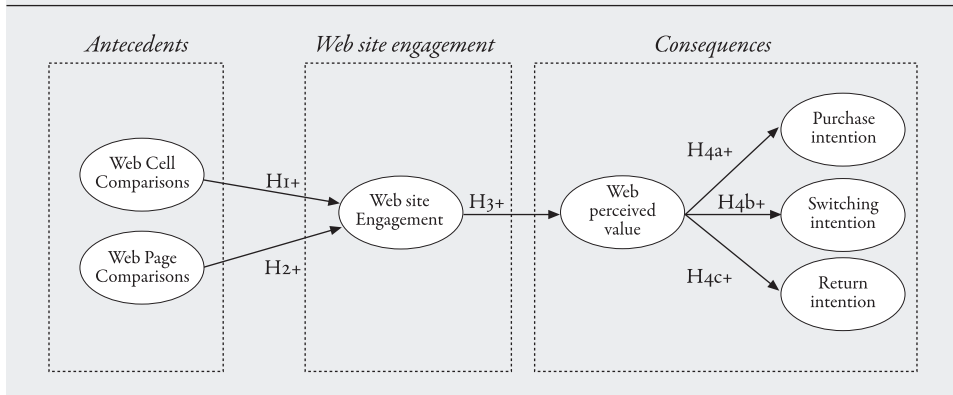 Antecedents
Web site engagement
Consequences
Web Cell
Comparisons
Web Page
Comparisons
H1+
H2+
Web site
Engagement
H3+
Web
perceived
value
H4a+
H4b+
H4c+
Purchase
intention
Switching
intention
Return
intention